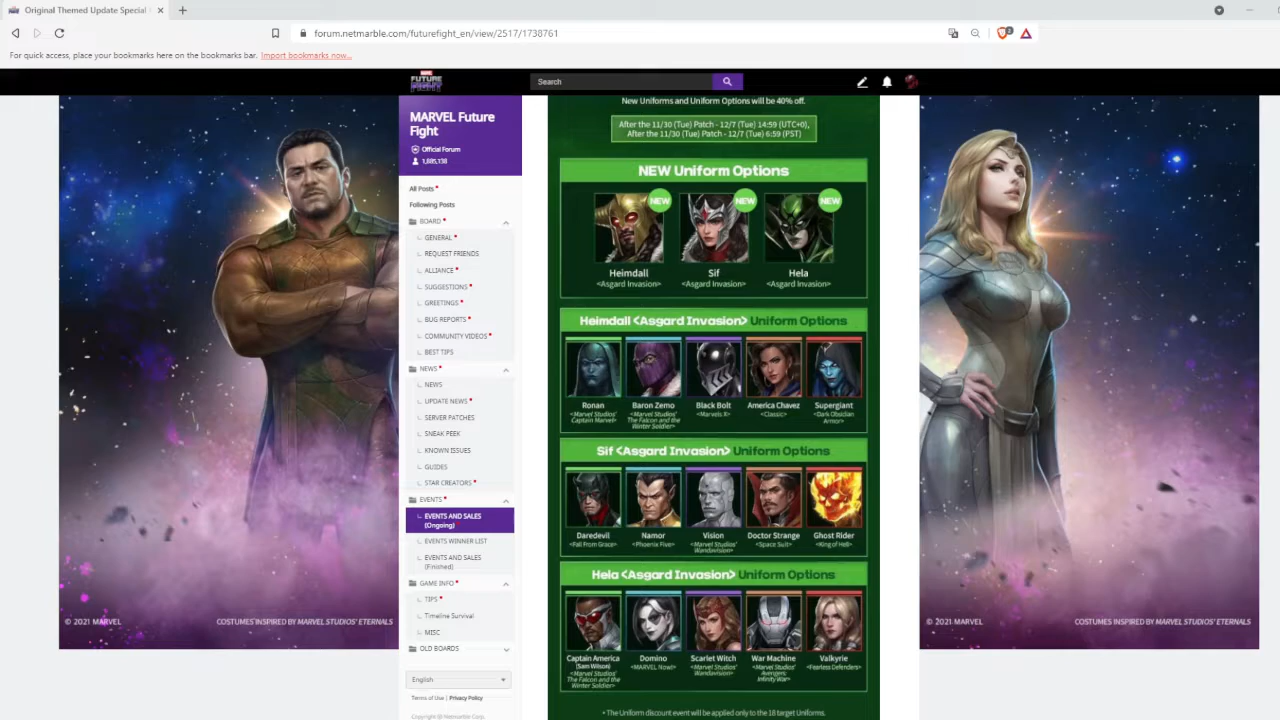 Original Themed Update Special
forum.netmarble.com/futurefight_en/view/2517/1738761
2
For quick access, place your bookmarks here on the bookmarks bar. Import bookmarks now...
MARVEL
FUTURE
FIGHT
Search
MARVEL Future
Fight
Official Forum
1,885,138
All Posts
Following Posts
BOARD
GENERAL
REQUEST FRIENDS
ALLIANCE
SUGGESTIONS
GREETINGS
BUG REPORTS
COMMUNITY VIDEOS
BEST TIPS
NEWS
NEWS
UPDATE NEWS
SERVER PATCHES
SNEAK PEEK
KNOWN ISSUES
GUIDES
STAR CREATORS
EVENTS
EVENTS AND SALES
(Ongoing)
EVENTS WINNER LIST
EVENTS AND SALES
(Finished)
GAME INFO
TIPS
Timeline Survival
MISC
OLD BOARDS
English
Terms of Use | Privacy Policy
Copyright @ Netmarble Corp.
New Uniforms and Uniform Options will be 40% off.
After the 11/30 (Tue) Patch - 12/7 (Tue) 14:59 (UTC+0),
After the 11/30 (Tue) Patch - 12/7 (Tue) 6:59 (PST)
NEW Uniform Options
NEW NEW NEW
Heimdall Sif Hela
<Asgard Invasion> <Asgard Invasion> <Asgard Invasion>
Heimdall <Asgard Invasion> Uniform Options
Ronan Baron Zemo Black Bolt America Chavez Supergiant
<Marvel Studios' <Marvel Studios' <Marvels X> <Classic> <Dark Obsidian
Captain Marvel> The Falcon and the Armor>
Winter Soldier>
Sif <Asgard Invasion> Uniform Options
Daredevil Namor Vision Doctor Strange Ghost Rider
<Fall From Grace> <Phoenix Five> <Marvel Studios' <Space Suit> <King of Hell>
Wandavision>
Hela <Asgard Invasion> Uniform Options
Captain America Domino Scarlet Witch War Machine Valkyrie
(Sam Wilson) <MARVEL Now!> <Marvel Studios' <Marvel Studios' <Fearless Defenders>
<Marvel Studios' Wandavision> Avengers:
The Falcon and the Infinity War>
Winter Soldier>
* The Uniform discount event will be applied only to the 18 target Uniforms.
© 2021 MARVEL COSTUMES INSPIRED BY MARVEL STUDIOS' ETERNALS
© 2021 MARVEL COSTUMES INSPIRED BY MARVEL STUDIOS' ETERNALS